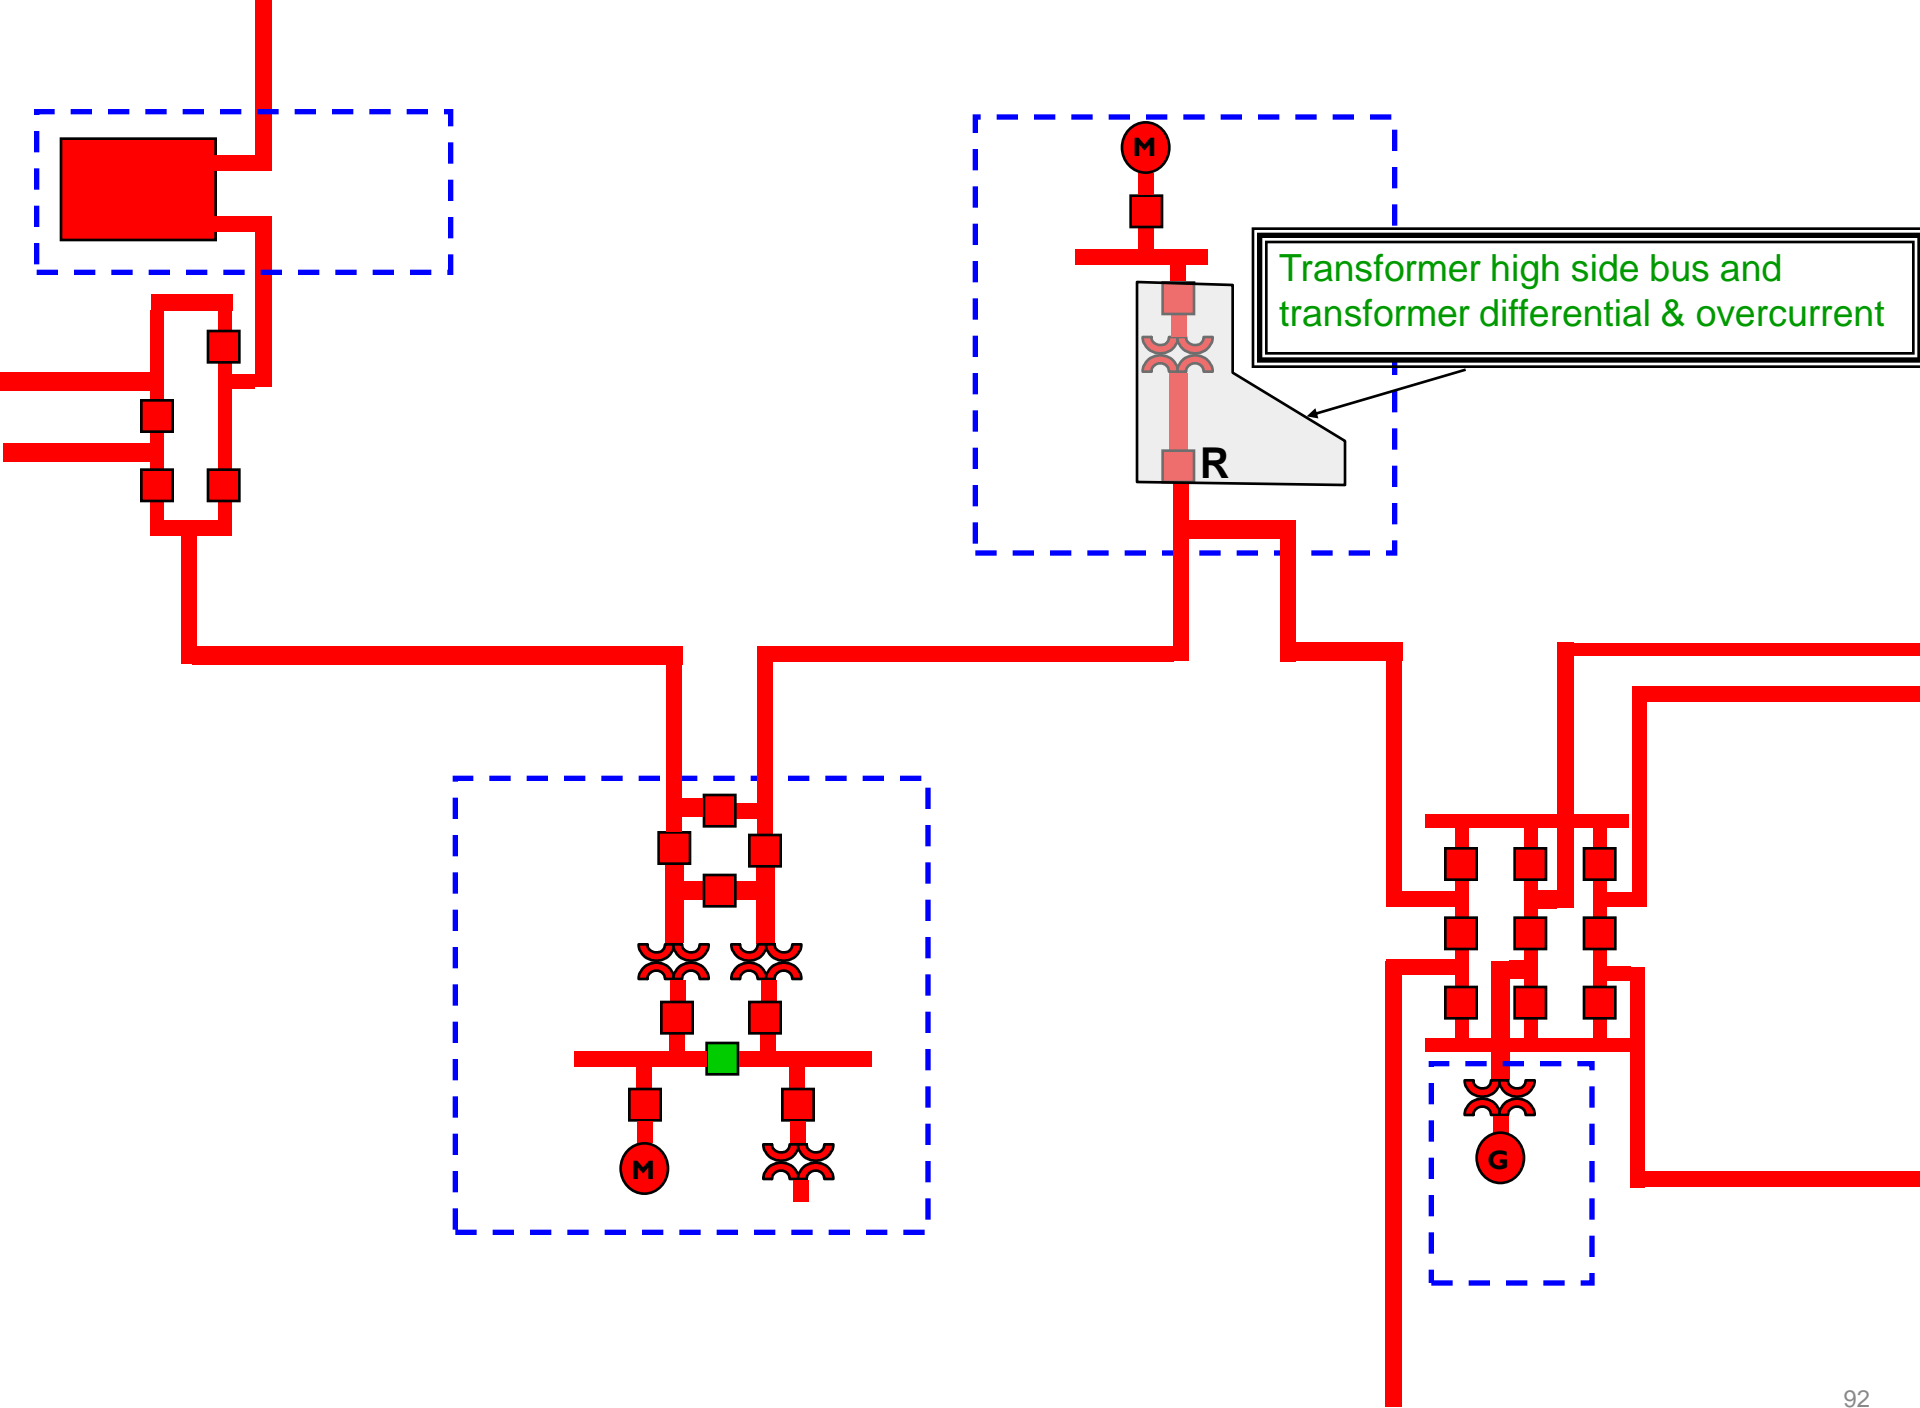 M
Transformer high side bus and
transformer differential & overcurrent
R
M
G
92